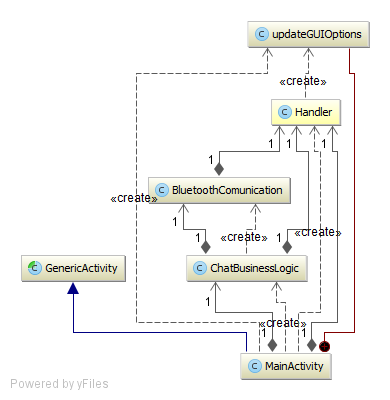 C updateGUIOptions
«create»
C Handler
1
1
1
1
1
C BluetoothComunication
«create»
1
1
«create»
1
«create»
C GenericActivity
C ChatBusinessLogic
1
«create»
1
1
C MainActivity
Powered by yFiles